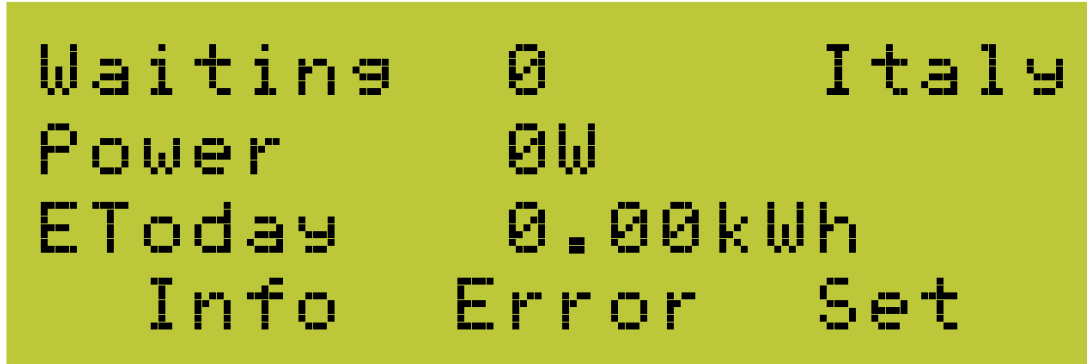 Waiting 0 Italy
Power 0W
EToday 0.00kWh
Info Error Set